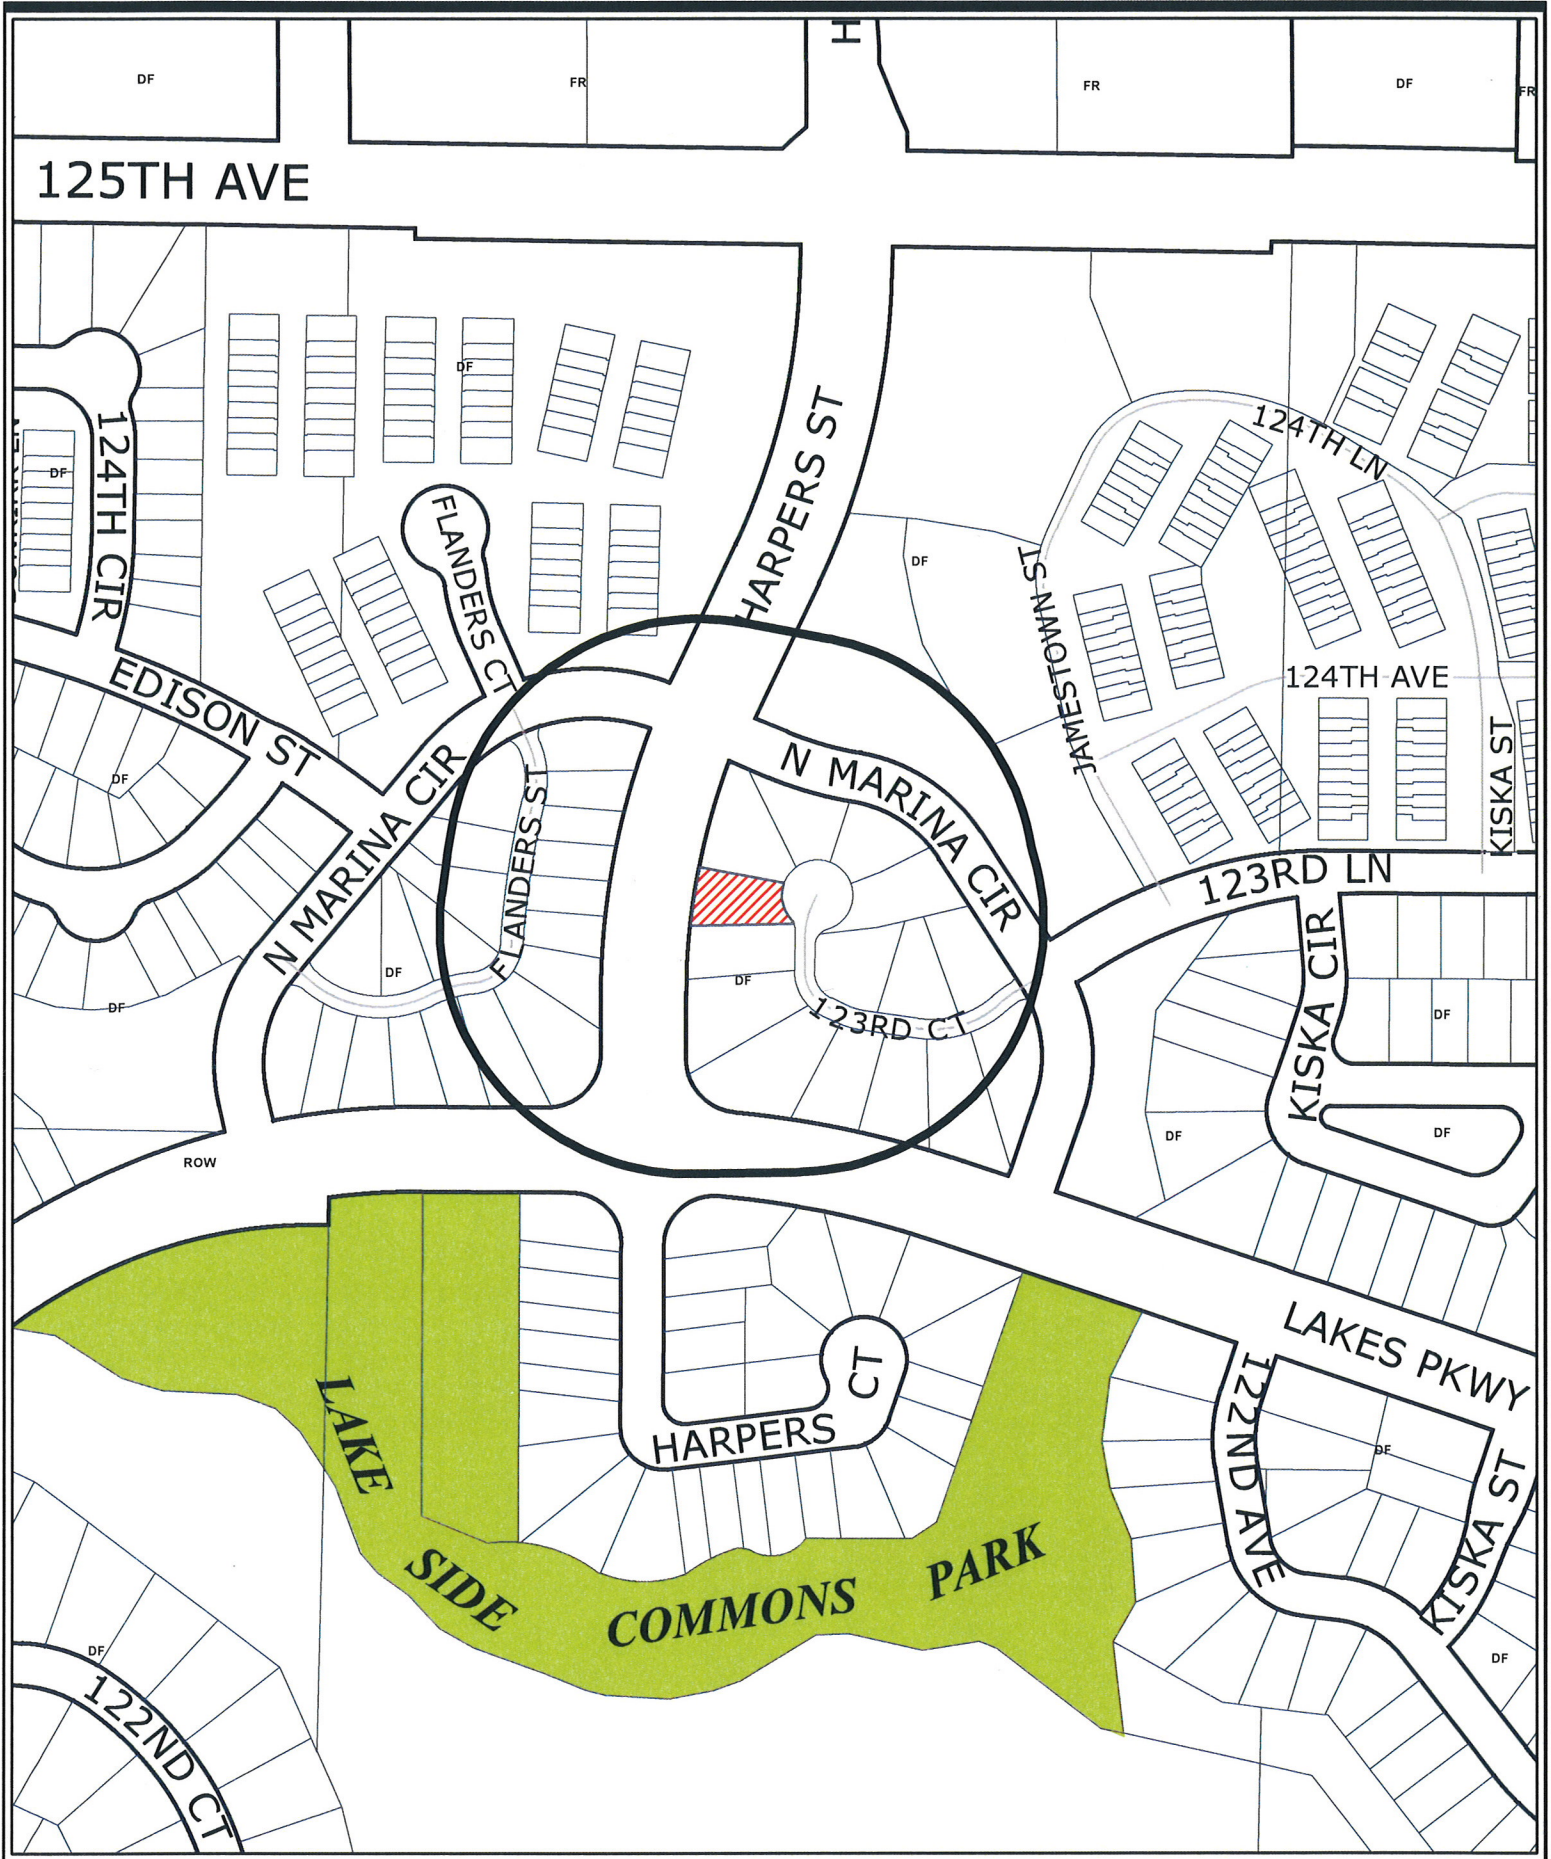 H
DF
FR
FR
DF
FR
125TH AVE
DF
HARPERS ST
124TH LN
124TH CIR
DF
FLANDERS CT
DF
JAMESTOWN ST
124TH AVE
EDISON ST
KISKA ST
DF
N MARINA CIR
N MARINA CIR
FLANDERS ST
123RD LN
KISKA CIR
DF
DF
DF
DF
123RD CT
DF
DF
DF
ROW
LAKES PKWY
CT
HARPERS
122ND AVE
DF
KISKA ST
LAKE
SIDE
COMMONS
PARK
DF
DF
122ND CT